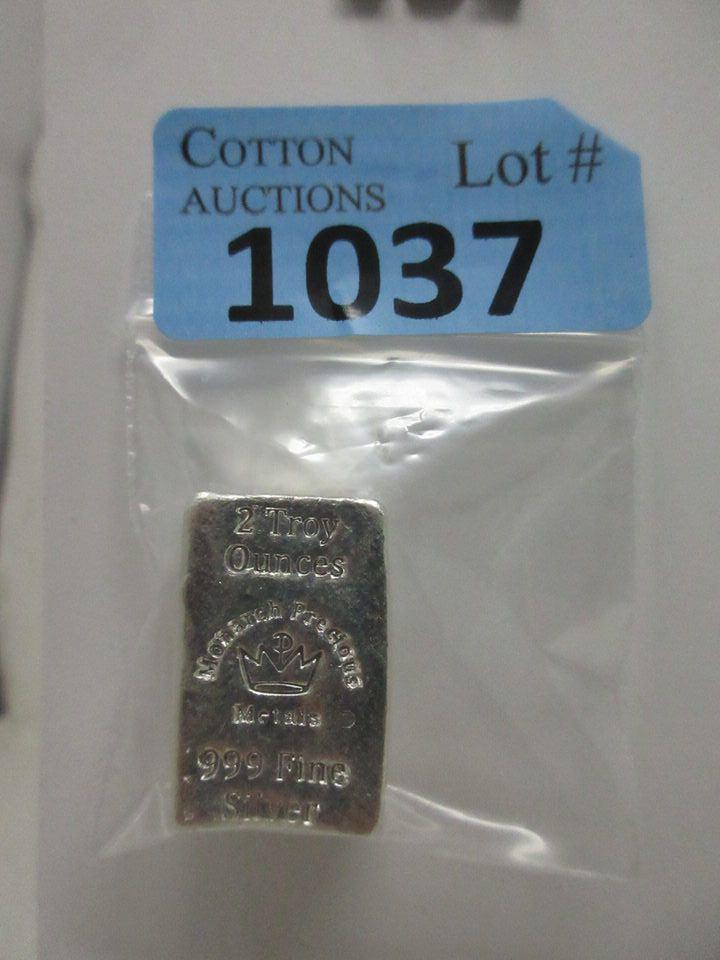 COTTON
AUCTIONS
Lot #
1037
2 Troy
Ounces
Monarch Precious
Metals
999 Fine
Silver